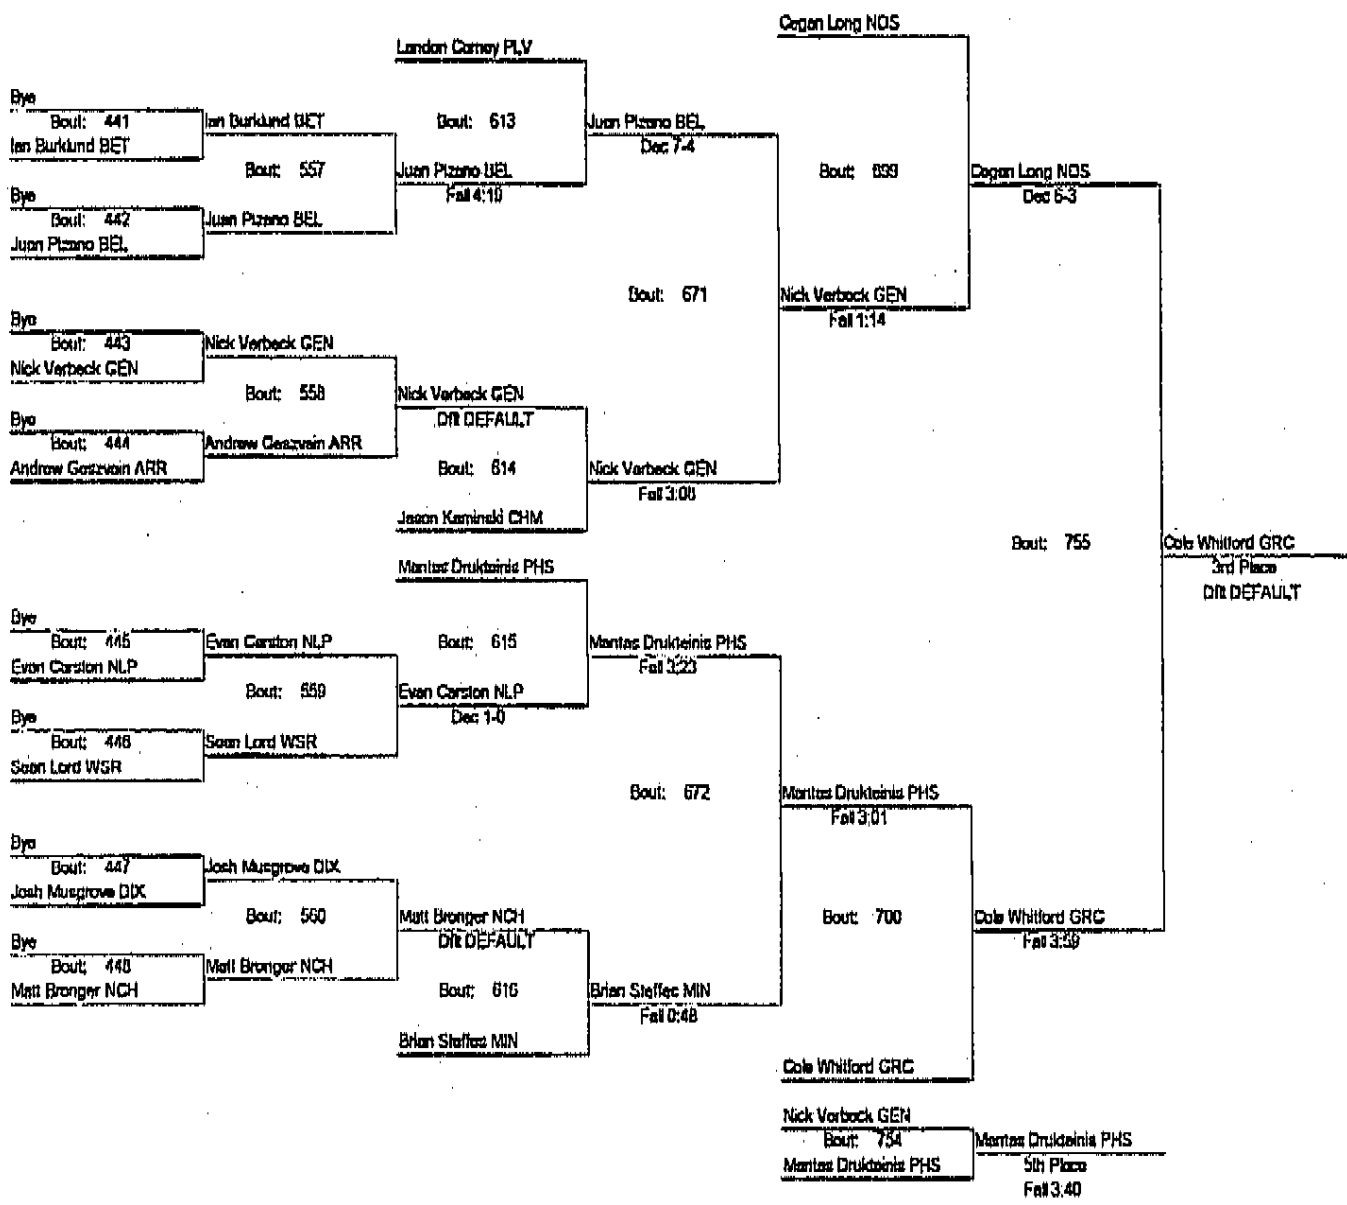 Cagan Long NOS
Landon Carney PLV
Bye
Bout: 441
Ian Burklund BET
Ian Burklund BET
Bout: 613
Juan Pizano BEL
Dec 7-4
Bout: 557
Juan Pizano BEL
Fall 4:19
Bout: 699
Cagan Long NOS
Dec 6-3
Bye
Bout: 442
Juan Pizano BEL
Juan Pizano BEL
Bout: 671
Nick Verbeck GEN
Fall 1:14
Bye
Bout: 443
Nick Verbeck GEN
Nick Verbeck GEN
Bout: 558
Nick Verbeck GEN
Dflt DEFAULT
Bye
Bout: 444
Andrew Gaszvain ARR
Andrew Gaszvain ARR
Bout: 614
Nick Verbeck GEN
Fall 3:08
Jason Kaminski CHM
Bout: 755
Cole Whitford GRC
3rd Place
Dflt DEFAULT
Mantas Drukteinis PHS
Bye
Bout: 445
Evan Carston NLP
Evan Carston NLP
Bout: 615
Mantas Drukteinis PHS
Fall 3:23
Bout: 559
Evan Carston NLP
Dec 1-0
Bye
Bout: 446
Sean Lord WSR
Sean Lord WSR
Bout: 672
Mantas Drukteinis PHS
Fall 3:01
Bye
Bout: 447
Josh Musgrove DIX
Josh Musgrove DIX
Bout: 560
Matt Bronger NCH
Dflt DEFAULT
Bout: 700
Cole Whitford GRC
Fall 3:59
Bye
Bout: 448
Matt Bronger NCH
Matt Bronger NCH
Bout: 616
Brian Steffes MIN
Fall 0:48
Brian Steffes MIN
Cole Whitford GRC
Nick Verbeck GEN
Bout: 754
Mantas Drukteinis PHS
Mantas Drukteinis PHS
5th Place
Fall 3:40